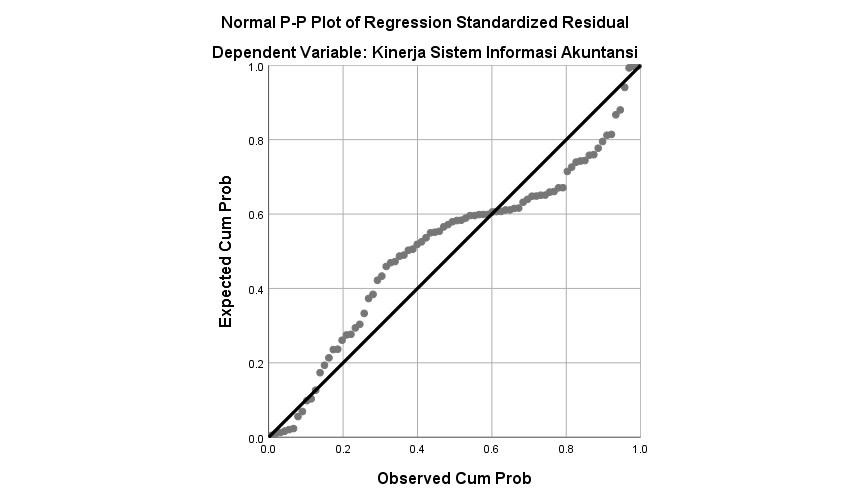 Normal P-P Plot of Regression Standardized Residual
Dependent Variable: Kinerja Sistem Informasi Akuntansi
1.0
0.8
0.6
0.4
0.2
0.0
Expected Cum Prob
0.0 0.2 0.4 0.6 0.8 1.0
Observed Cum Prob